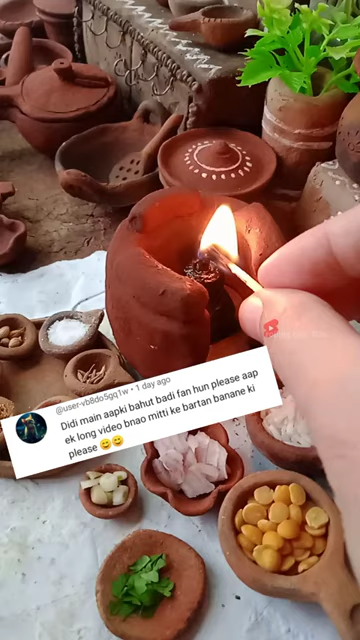 @user-vb8do5gq1w • 1 day ago
Didi main aapki bahut badi fan hun please aap
ek long video bnao mitti ke bartan banane ki
please 😄😄